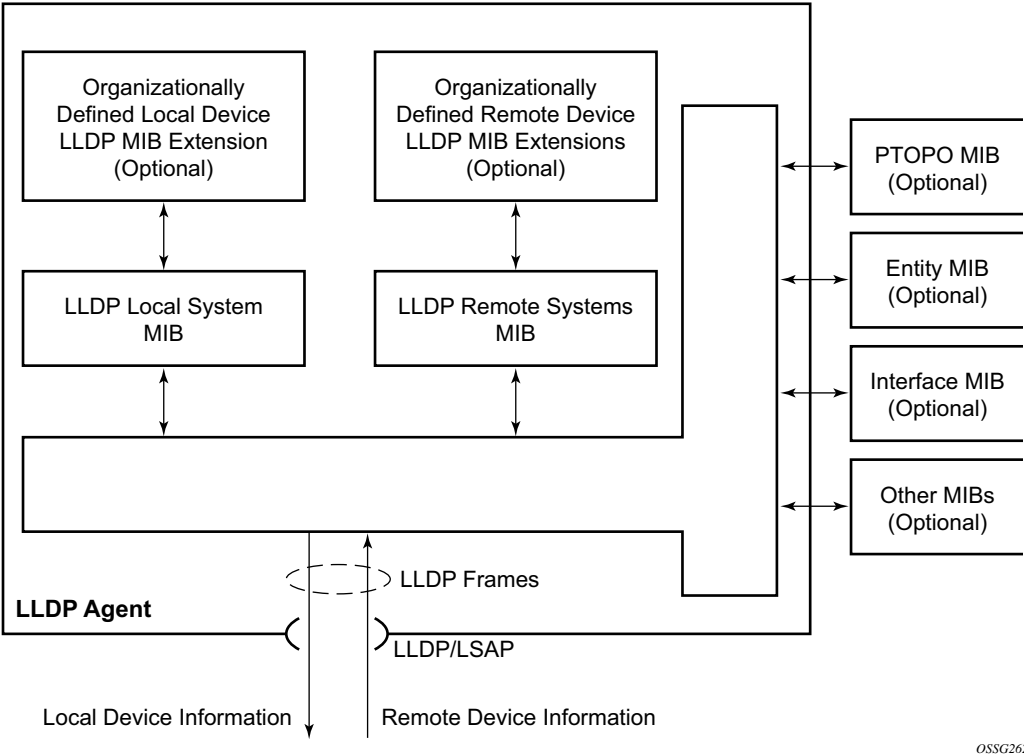 Organizationally
Defined Local Device
LLDP MIB Extension
(Optional)
Organizationally
Defined Remote Device
LLDP MIB Extensions
(Optional)
PTOPO MIB
(Optional)
Entity MIB
(Optional)
LLDP Local System
MIB
LLDP Remote Systems
MIB
Interface MIB
(Optional)
Other MIBs
(Optional)
LLDP Frames
LLDP Agent
LLDP/LSAP
Local Device Information
Remote Device Information
OSSG262